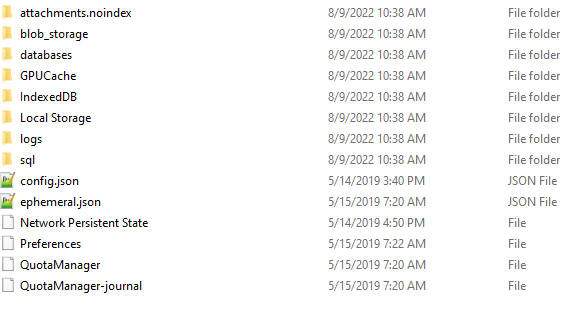 attachments.noindex 8/9/2022 10:38 AM File folder
blob_storage 8/9/2022 10:38 AM File folder
databases 8/9/2022 10:38 AM File folder
GPUCache 8/9/2022 10:38 AM File folder
IndexedDB 8/9/2022 10:38 AM File folder
Local Storage 8/9/2022 10:38 AM File folder
logs 8/9/2022 10:38 AM File folder
sql 8/9/2022 10:38 AM File folder
config.json 5/14/2019 3:40 PM JSON File
ephemeral.json 5/15/2019 7:20 AM JSON File
Network Persistent State 5/14/2019 4:50 PM File
Preferences 5/15/2019 7:22 AM File
QuotaManager 5/15/2019 7:20 AM File
QuotaManager-journal 5/15/2019 7:20 AM File